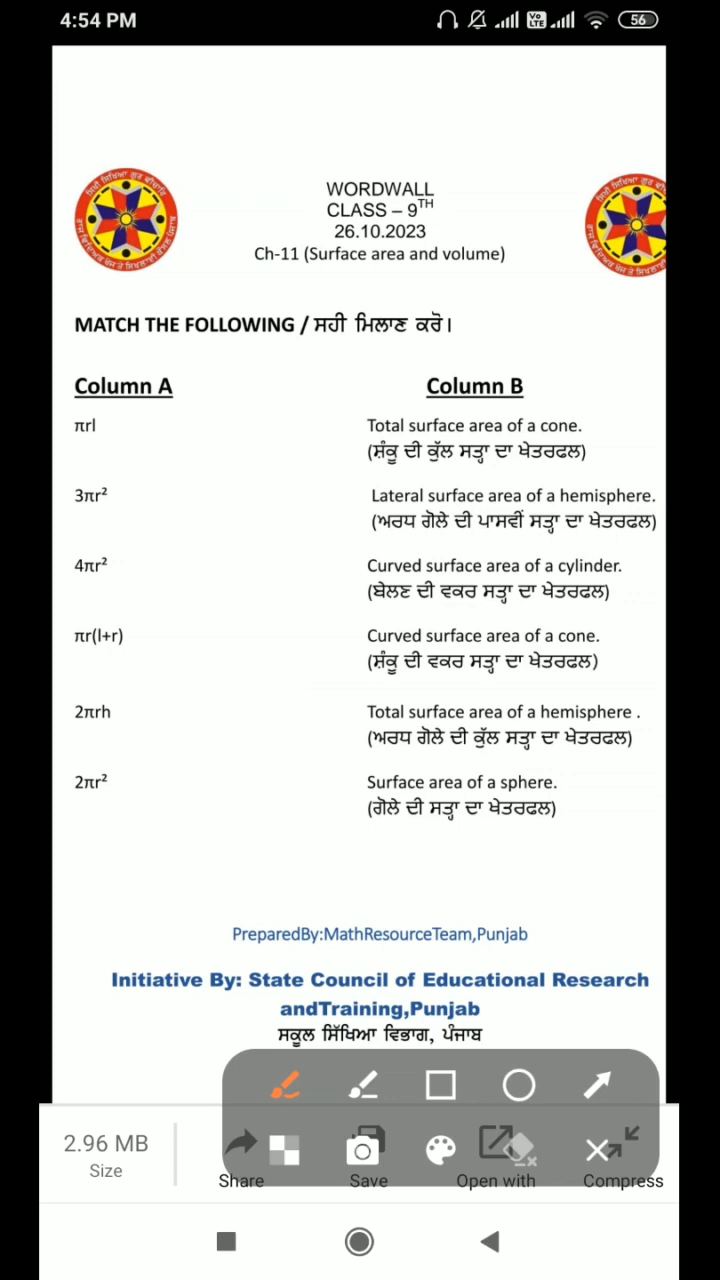 4:54 PM
Vo LTE
56
ਸਿਖੀ ਸਿਖਿਆ ਗੁਰ ਵੀਚਾਰਿ
WORDWALL
CLASS – 9TH
26.10.2023
Ch-11 (Surface area and volume)
MATCH THE FOLLOWING / ਸਹੀ ਮਿਲਾਣ ਕਰੋ।
Column A
Column B
πrl
Total surface area of a cone.
(ਸ਼ੰਕੂ ਦੀ ਕੁੱਲ ਸਤ੍ਹਾ ਦਾ ਖੇਤਰਫਲ)
3πr²
Lateral surface area of a hemisphere.
(ਅਰਧ ਗੋਲੇ ਦੀ ਪਾਸਵੀਂ ਸਤ੍ਹਾ ਦਾ ਖੇਤਰਫਲ)
4πr²
Curved surface area of a cylinder.
(ਬੇਲਣ ਦੀ ਵਕਰ ਸਤ੍ਹਾ ਦਾ ਖੇਤਰਫਲ)
πr(l+r)
Curved surface area of a cone.
(ਸ਼ੰਕੂ ਦੀ ਵਕਰ ਸਤ੍ਹਾ ਦਾ ਖੇਤਰਫਲ)
2πrh
Total surface area of a hemisphere .
(ਅਰਧ ਗੋਲੇ ਦੀ ਕੁੱਲ ਸਤ੍ਹਾ ਦਾ ਖੇਤਰਫਲ)
2πr²
Surface area of a sphere.
(ਗੋਲੇ ਦੀ ਸਤ੍ਹਾ ਦਾ ਖੇਤਰਫਲ)
PreparedBy:MathResourceTeam,Punjab
Initiative By: State Council of Educational Research
andTraining,Punjab
ਸਕੂਲ ਸਿੱਖਿਆ ਵਿਭਾਗ, ਪੰਜਾਬ
2.96 MB
Size
Share
Save
Open with
Compress